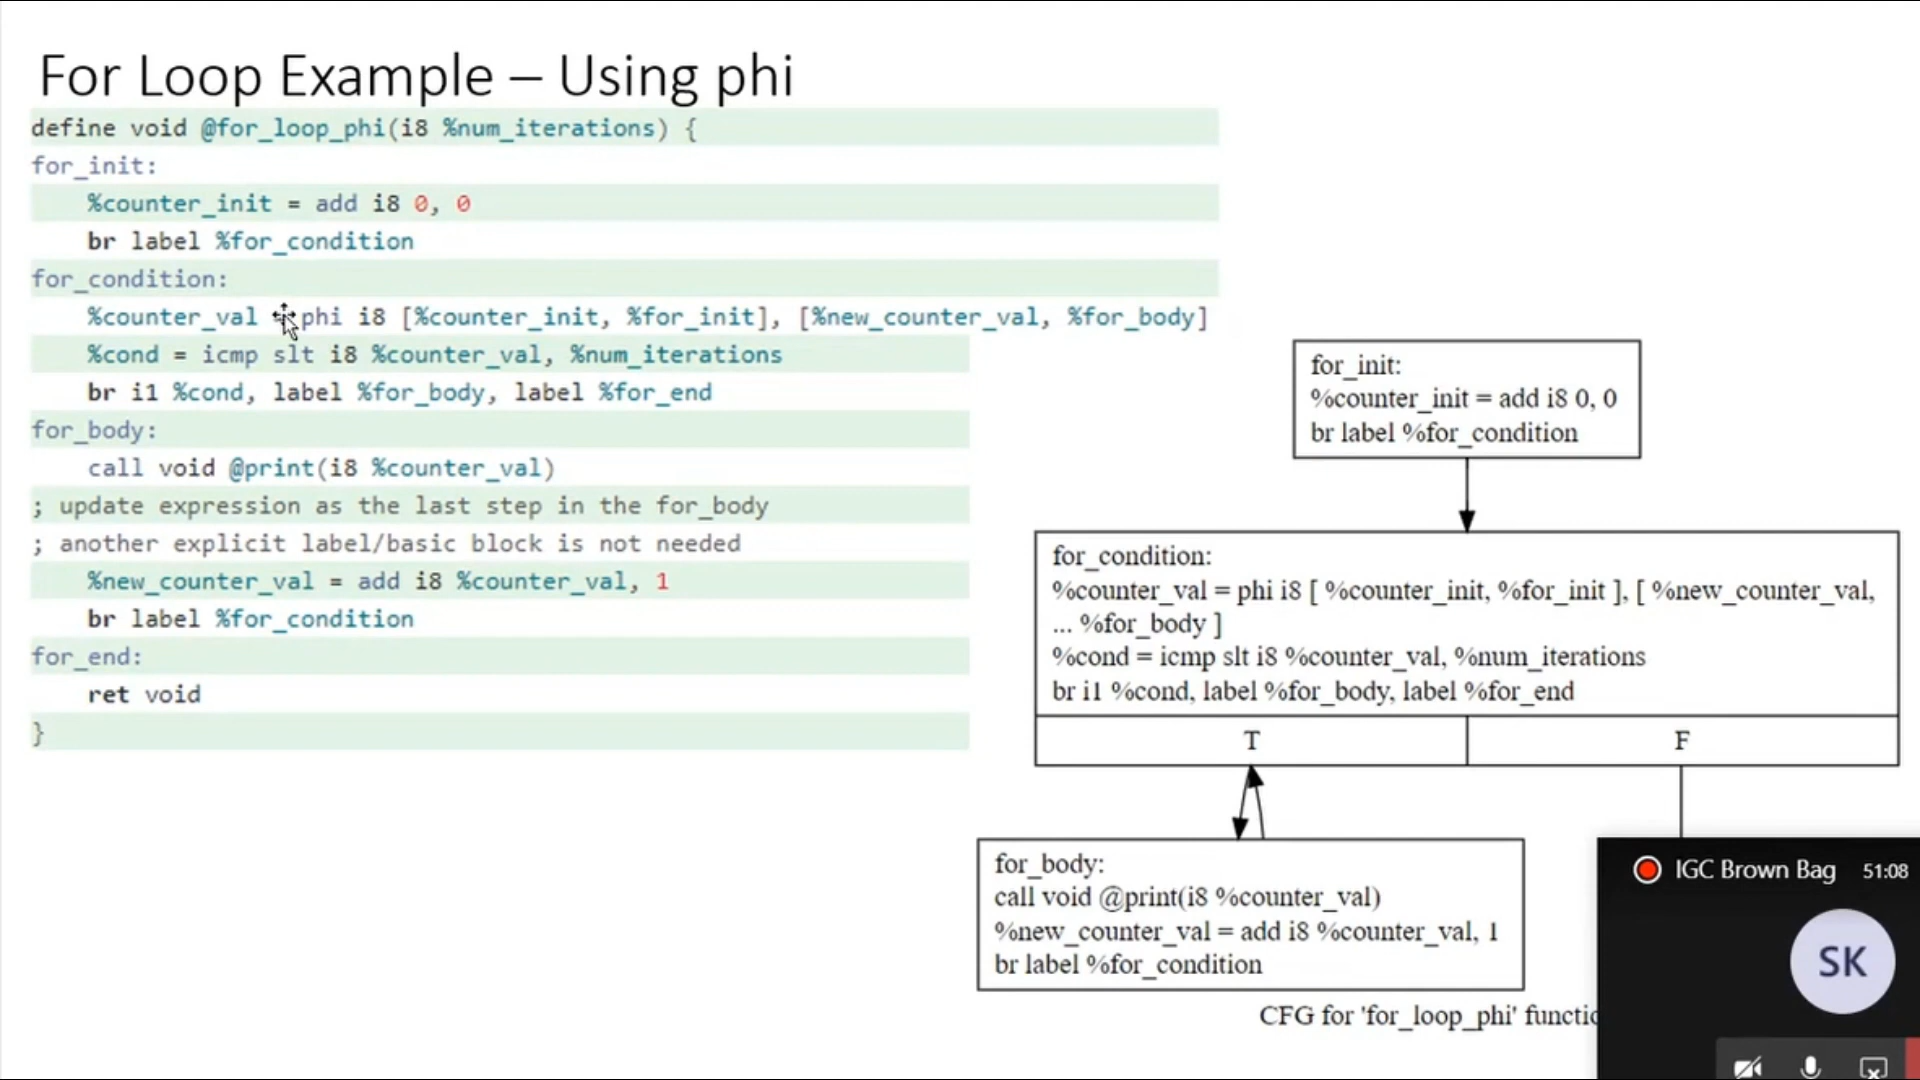 For Loop Example – Using phi
define void @for_loop_phi(i8 %num_iterations) {
for_init:
%counter_init = add i8 0, 0
br label %for_condition
for_condition:
%counter_val phi i8 [%counter_init, %for_init], [%new_counter_val, %for_body]
%cond = icmp slt i8 %counter_val, %num_iterations
br i1 %cond, label %for_body, label %for_end
for_body:
call void @print(i8 %counter_val)
; update expression as the last step in the for_body
; another explicit label/basic block is not needed
%new_counter_val = add i8 %counter_val, 1
br label %for_condition
for_end:
ret void
}
for_init:
%counter_init = add i8 0, 0
br label %for_condition
for_condition:
%counter_val = phi i8 [ %counter_init, %for_init ], [ %new_counter_val,
... %for_body ]
%cond = icmp slt i8 %counter_val, %num_iterations
br i1 %cond, label %for_body, label %for_end
T
F
for_body:
call void @print(i8 %counter_val)
%new_counter_val = add i8 %counter_val, 1
br label %for_condition
CFG for 'for_loop_phi'
IGC Brown Bag 51:08
SK